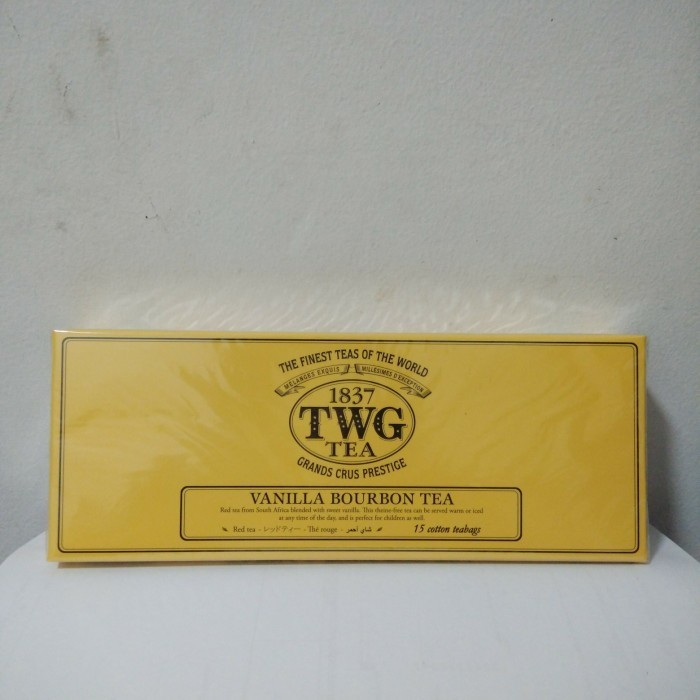 THE FINEST TEAS OF THE WORLD
MÉLANGES EXQUIS MILLÉSIMES D'EXCEPTION
1837
TWG
TEA
GRANDS CRUS PRESTIGE
VANILLA BOURBON TEA
Red tea from South Africa blended with sweet vanilla. This theine-free tea can be served warm or iced
at any time of the day, and is perfect for children as well.
Red tea - レッドティー - Thé rouge - شاي أحمر
15 cotton teabags